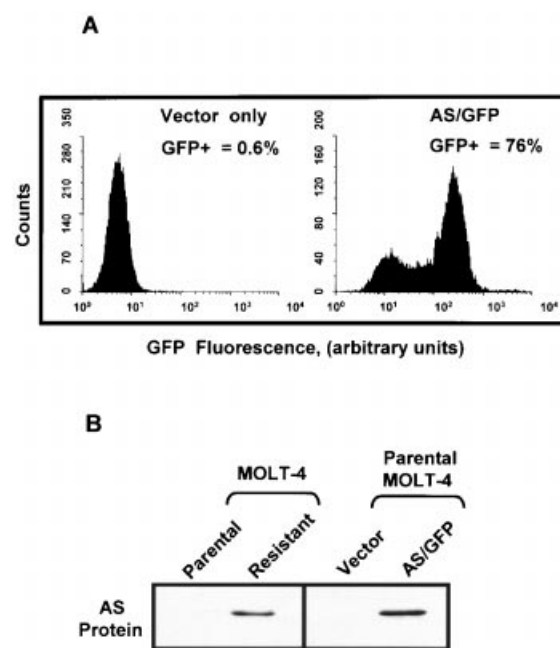 A
Vector only
GFP+ = 0.6%
AS/GFP
GFP+ = 76%
Counts
350
280
210
140
70
0
200
160
120
80
40
0
10⁰ 10¹ 10² 10³ 10⁴
10⁰ 10¹ 10² 10³ 10⁴
GFP Fluorescence, (arbitrary units)
B
MOLT-4
Parental
MOLT-4
Parental
Resistant
Vector
AS/GFP
AS
Protein